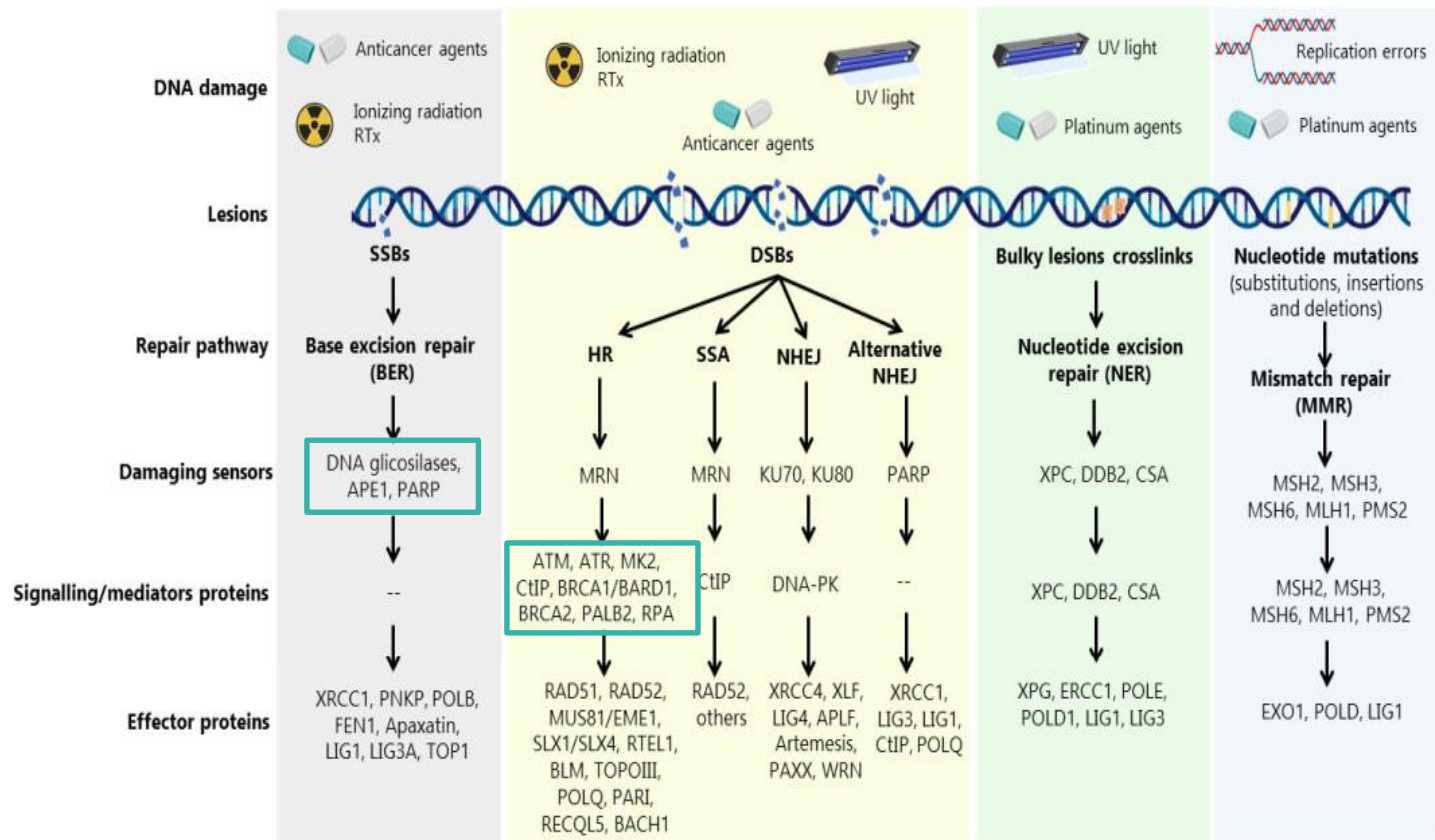 DNA damage
Anticancer agents
Ionizing radiation
RTx
Ionizing radiation
RTx
UV light
Anticancer agents
UV light
Platinum agents
Replication errors
Platinum agents
Lesions
SSBs
DSBs
Bulky lesions crosslinks
Nucleotide mutations
(substitutions, insertions
and deletions)
Repair pathway
Base excision repair
(BER)
HR
SSA
NHEJ
Alternative
NHEJ
Nucleotide excision
repair (NER)
Mismatch repair
(MMR)
Damaging sensors
DNA glicosilases,
APE1, PARP
MRN
MRN
KU70, KU80
PARP
XPC, DDB2, CSA
MSH2, MSH3,
MSH6, MLH1, PMS2
Signalling/mediators proteins
--
ATM, ATR, MK2,
CtIP, BRCA1/BARD1,
BRCA2, PALB2, RPA
CtIP
DNA-PK
--
XPC, DDB2, CSA
MSH2, MSH3,
MSH6, MLH1, PMS2
Effector proteins
XRCC1, PNKP, POLB,
FEN1, Apaxatin,
LIG1, LIG3A, TOP1
RAD51, RAD52,
MUS81/EME1,
SLX1/SLX4, RTEL1,
BLM, TOPOIII,
POLQ, PARI,
RECQL5, BACH1
RAD52,
others
XRCC4, XLF,
LIG4, APLF,
Artemesis,
PAXX, WRN
XRCC1,
LIG3, LIG1,
CtIP, POLQ
XPG, ERCC1, POLE,
POLD1, LIG1, LIG3
EXO1, POLD, LIG1